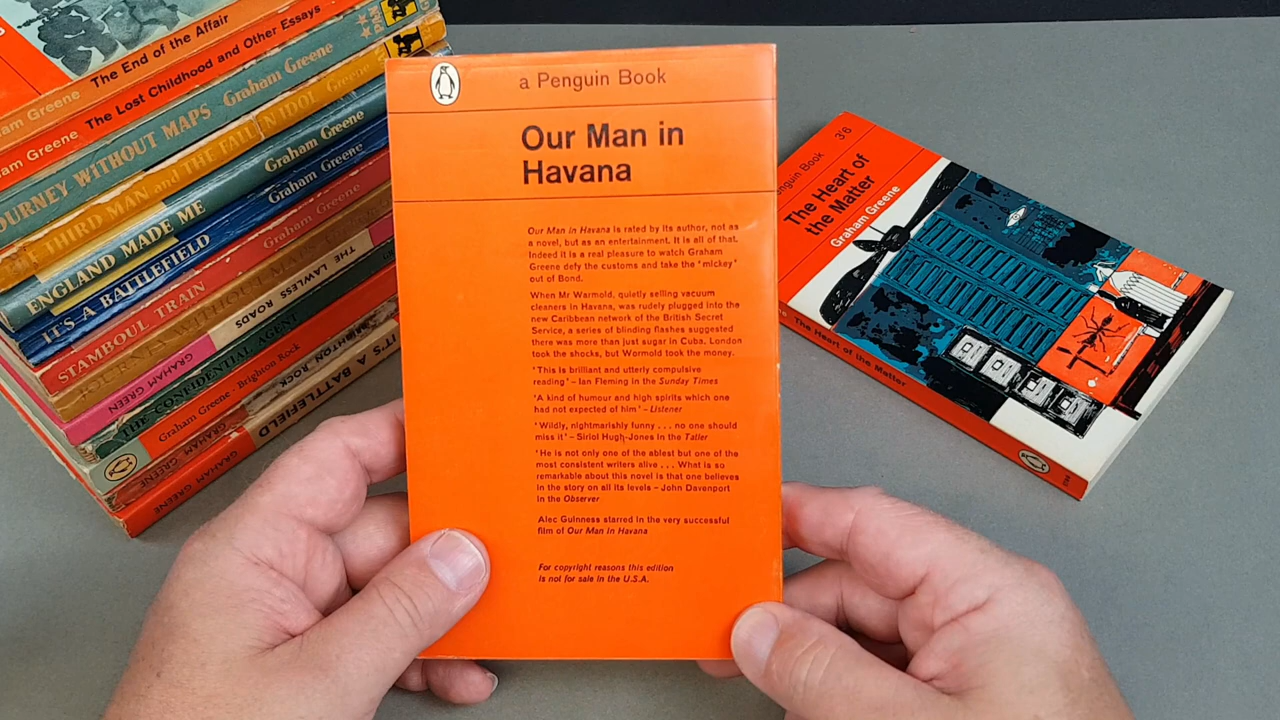 a Penguin Book
Our Man in
Havana
Our Man in Havana is rated by its author, not as
a novel, but as an entertainment. It is all of that.
Indeed it is a real pleasure to watch Graham
Greene defy the customs and take the 'mickey'
out of Bond.
When Mr Warmold, quietly selling vacuum
cleaners in Havana, was rudely plugged into the
new Caribbean network of the British Secret
Service, a series of blinding flashes suggested
there was more than just sugar in Cuba. London
took the shocks, but Wormold took the money.
'This is brilliant and utterly compulsive
reading' – Ian Fleming in the Sunday Times
'A kind of humour and high spirits which one
had not expected of him' – Listener
'Wildly, nightmarishly funny . . . no one should
miss it' – Siriol Hugh-Jones in the Tatler
'He is not only one of the ablest but one of the
most consistent writers alive . . . What is so
remarkable about this novel is that one believes
in the story on all its levels – John Davenport
in the Observer
Alec Guinness starred in the very successful
film of Our Man in Havana
For copyright reasons this edition
is not for sale in the U.S.A.
Greene The End of the Affair
Greene The Lost Childhood and Other Essays
JOURNEY WITHOUT MAPS Graham Greene PAN
THIRD MAN and THE FALLEN IDOL Greene
ENGLAND MADE ME Graham Greene
IT'S A BATTLEFIELD Graham Greene
STAMBOUL TRAIN Graham Greene
JOURNEY WITHOUT MAPS
GRAHAM GREENE THE LAWLESS ROADS
THE CONFIDENTIAL AGENT
Graham Greene - Brighton Rock
GRAHAM GREENE BRIGHTON ROCK
GRAHAM GREENE IT'S A BATTLEFIELD
Penguin Book 3'6
The Heart of
the Matter
Graham Greene
The Heart of the Matter